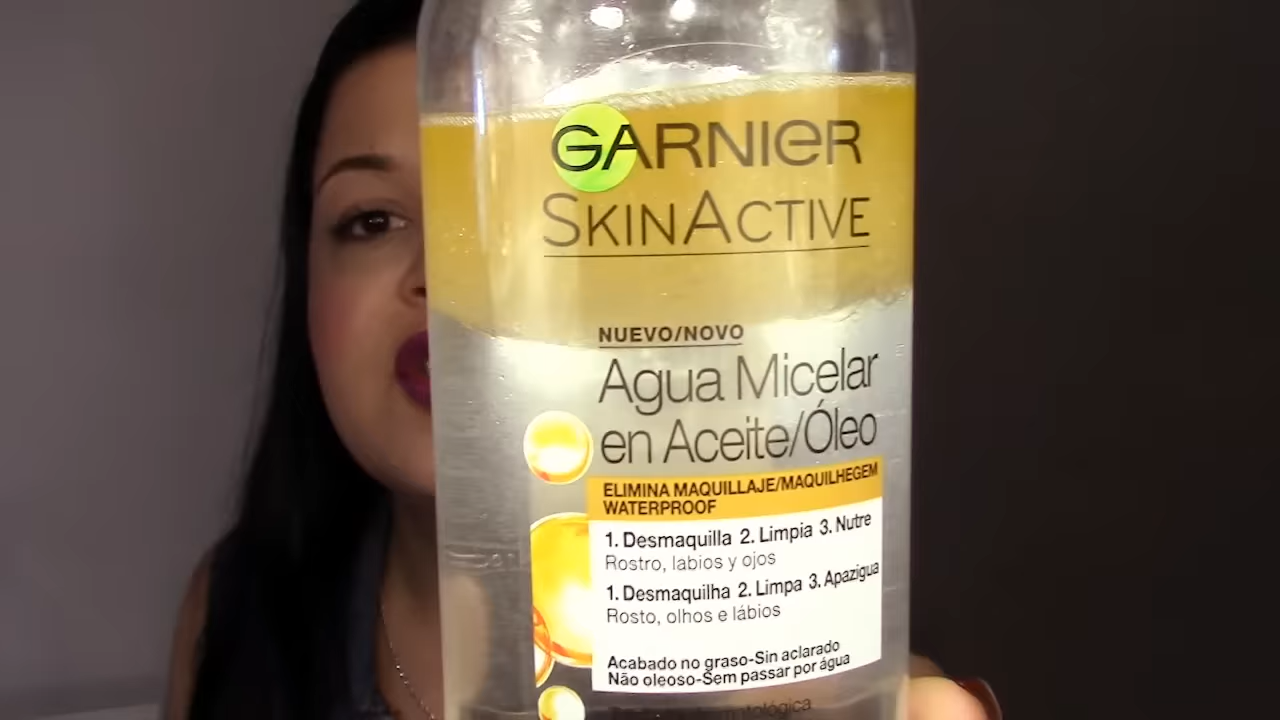 GARNIER
SKINACTIVE
NUEVO/NOVO
Agua Micelar
en Aceite/Óleo
ELIMINA MAQUILLAJE/MAQUILHEGEM
WATERPROOF
1. Desmaquilla 2. Limpia 3. Nutre
Rostro, labios y ojos
1. Desmaquilha 2. Limpa 3. Apazigua
Rosto, olhos e lábios
Acabado no graso-Sin aclarado
Não oleoso-Sem passar por água